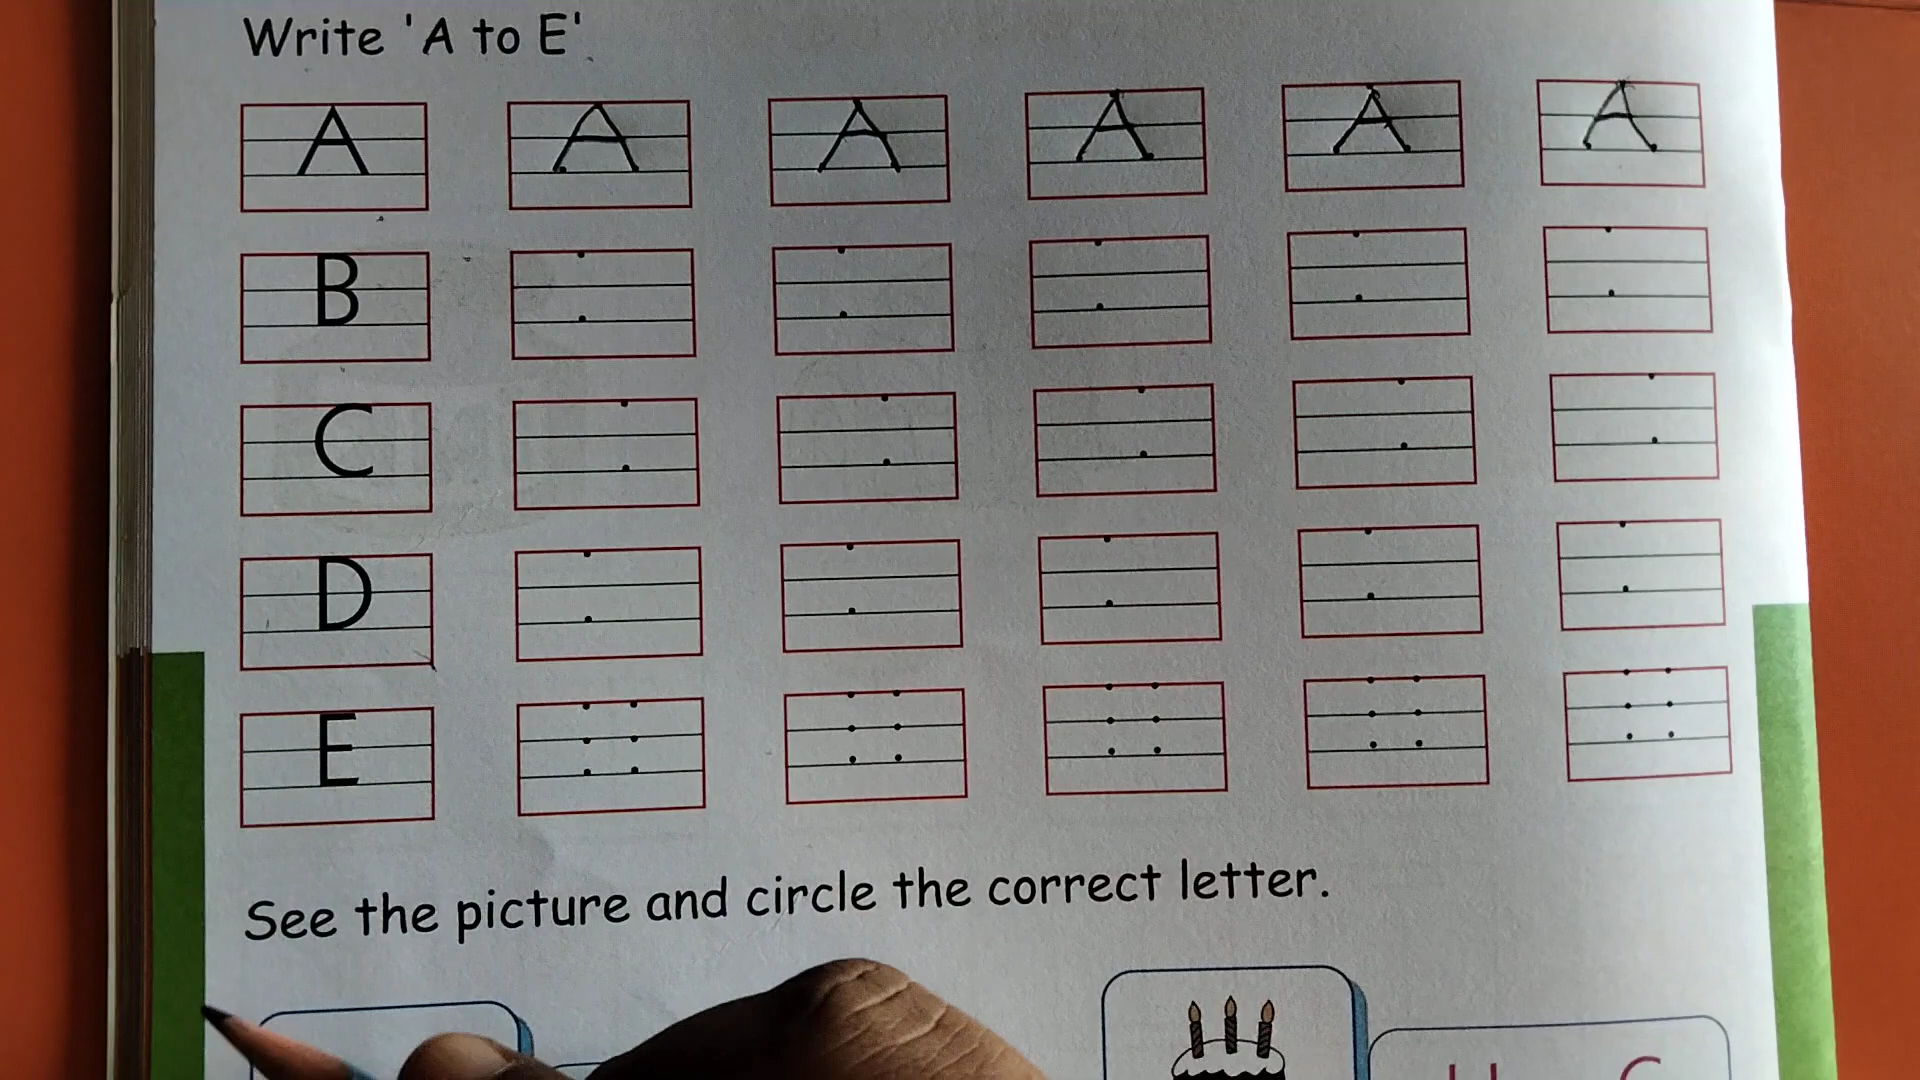 Write 'A to E'
A A A A A A
B
C
D
E
See the picture and circle the correct letter.